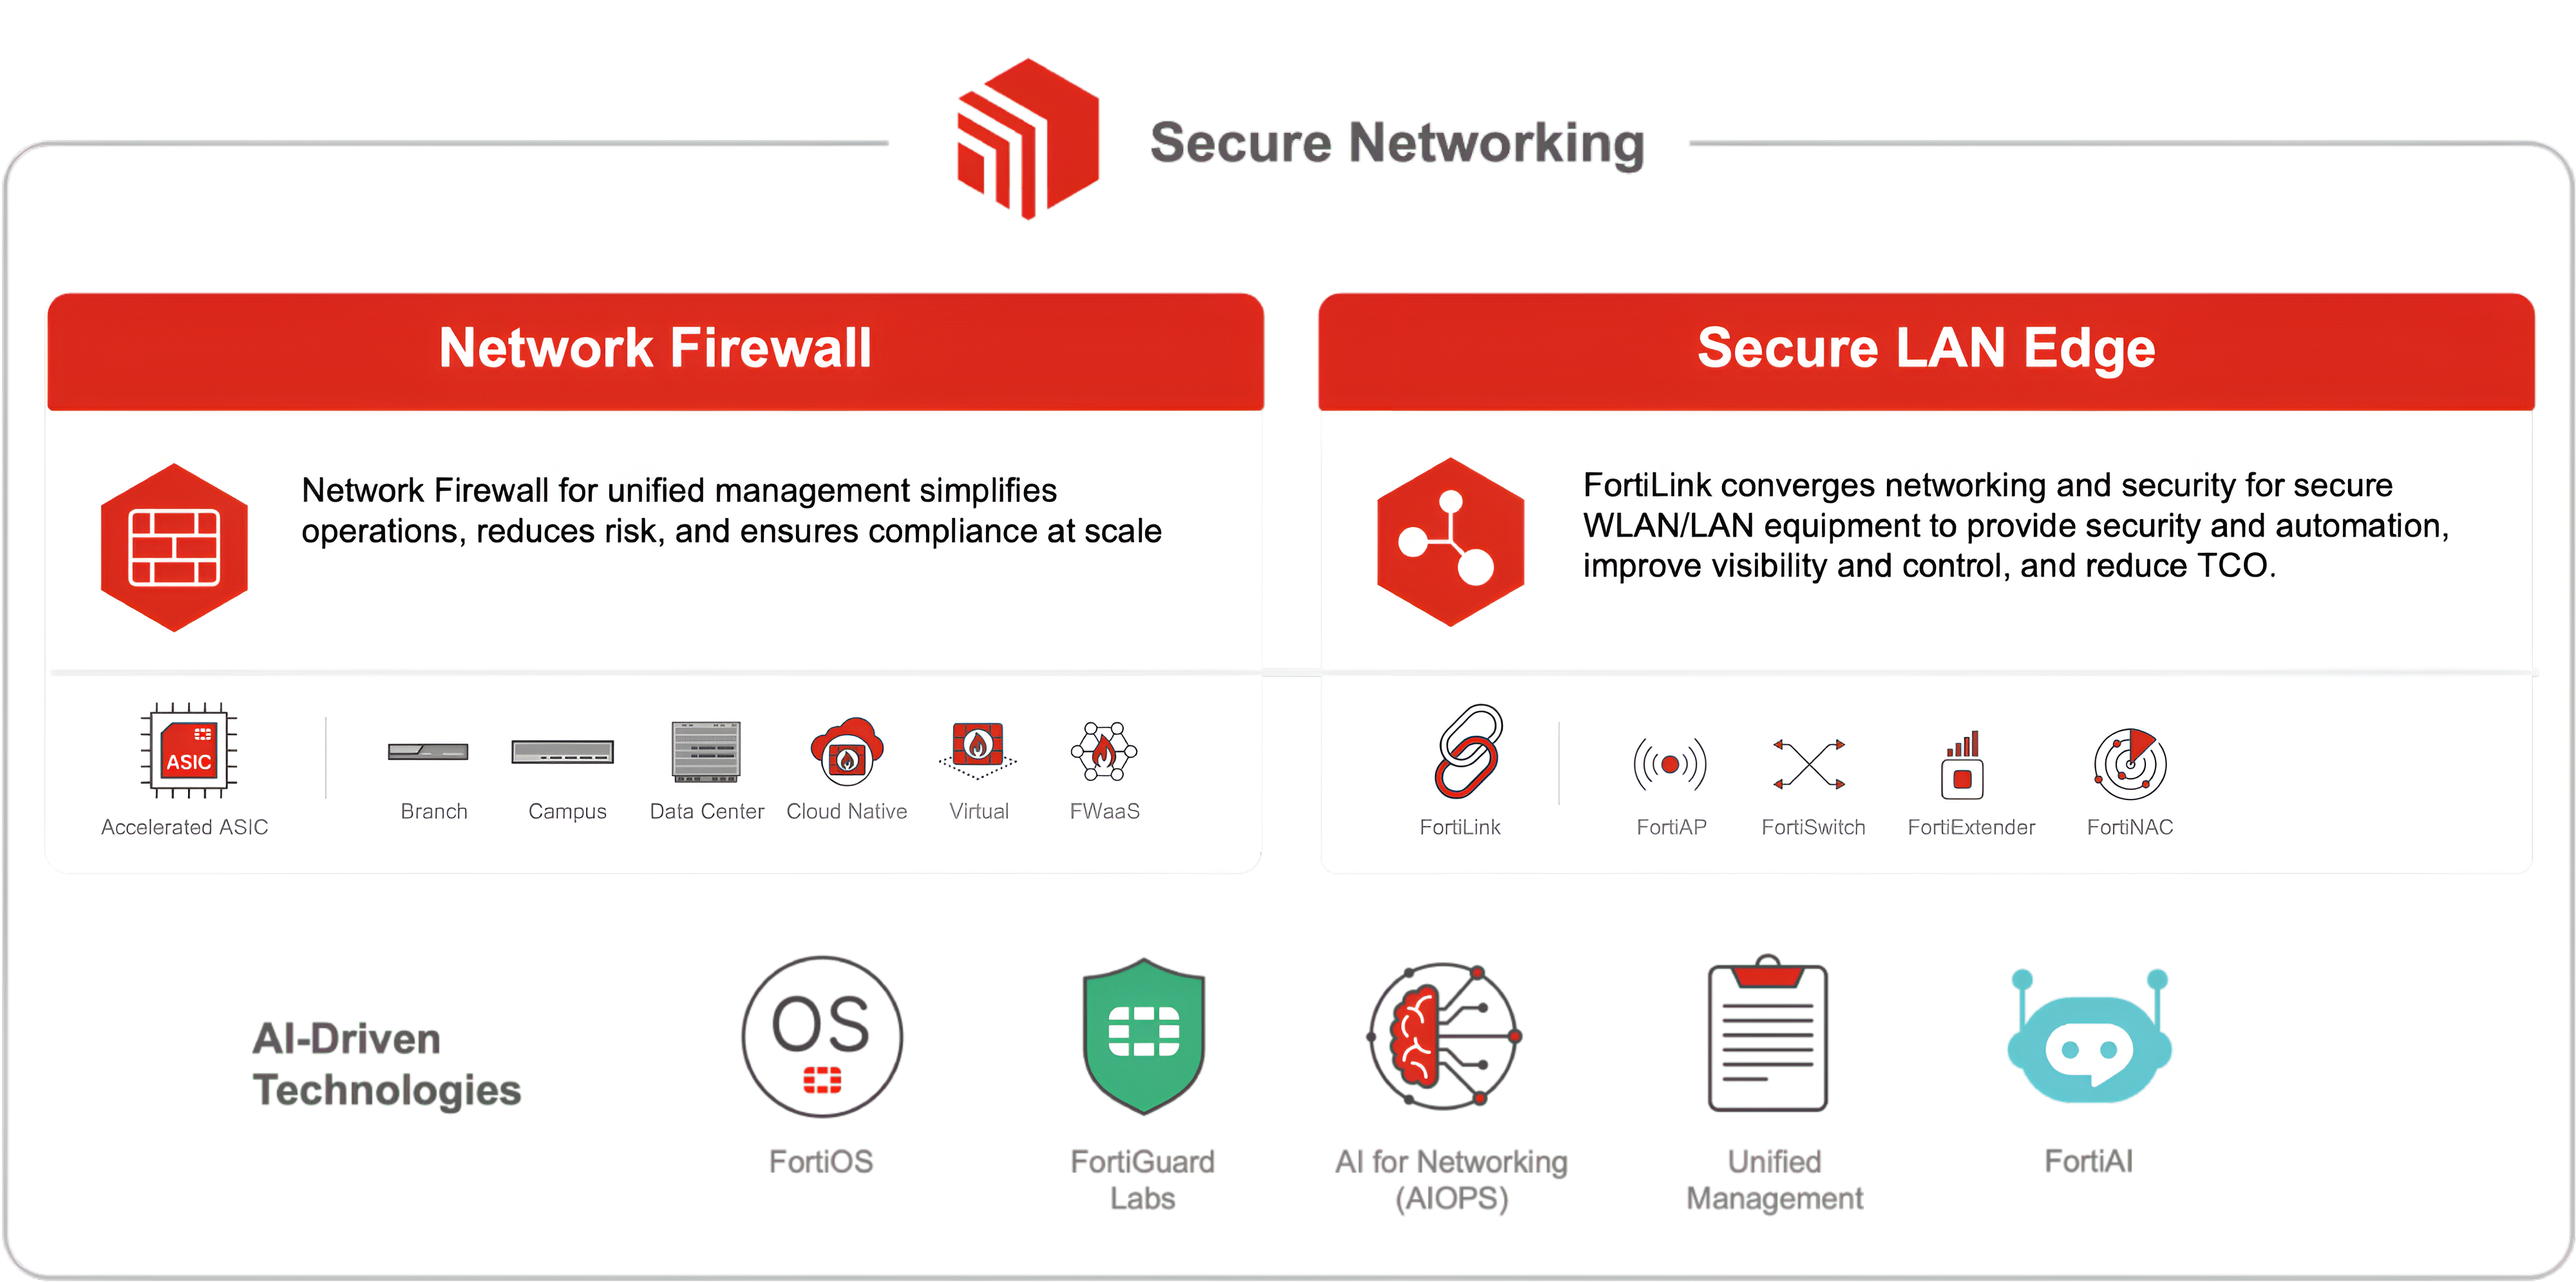 Secure Networking
Network Firewall
Network Firewall for unified management simplifies
operations, reduces risk, and ensures compliance at scale
ASIC
Accelerated ASIC
Branch
Campus
Data Center
Cloud Native
Virtual
FWaaS
Secure LAN Edge
FortiLink converges networking and security for secure
WLAN/LAN equipment to provide security and automation,
improve visibility and control, and reduce TCO.
FortiLink
FortiAP
FortiSwitch
FortiExtender
FortiNAC
AI-Driven
Technologies
OS
FortiOS
FortiGuard
Labs
AI for Networking
(AIOPS)
Unified
Management
FortiAI